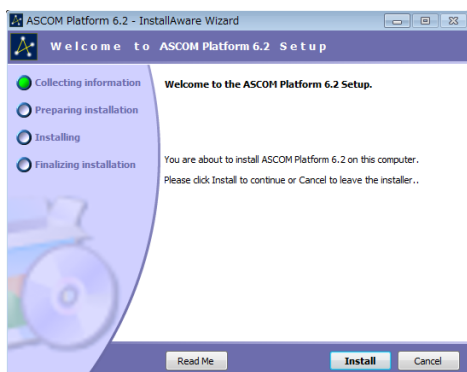 ASCOM Platform 6.2 - InstallAware Wizard
Welcome to ASCOM Platform 6.2 Setup
Collecting information
Preparing installation
Installing
Finalizing installation
Welcome to the ASCOM Platform 6.2 Setup.
You are about to install ASCOM Platform 6.2 on this computer.
Please click Install to continue or Cancel to leave the installer..
Read Me
Install
Cancel